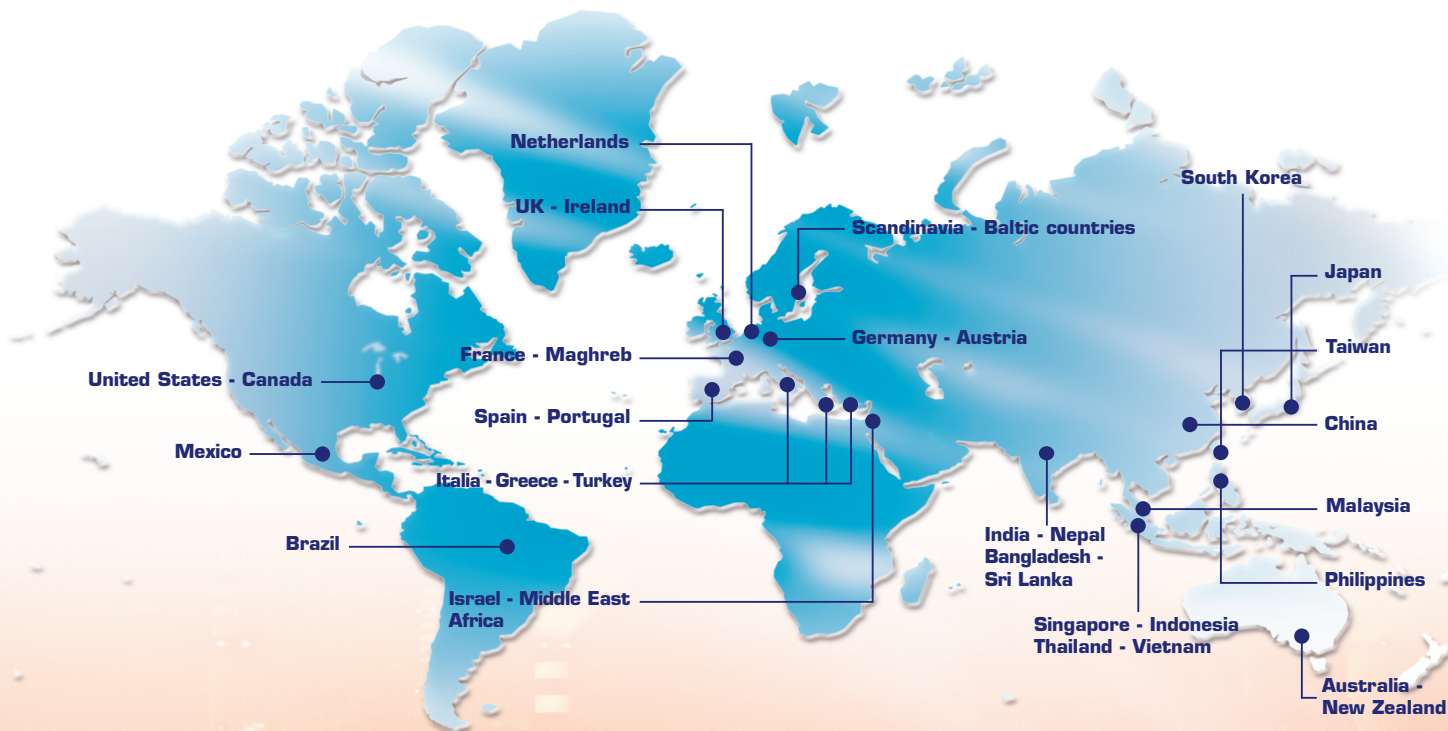 Netherlands
South Korea
UK - Ireland
Scandinavia - Baltic countries
Japan
Germany - Austria
Taiwan
France - Maghreb
United States - Canada
Spain - Portugal
China
Mexico
Italia - Greece - Turkey
Malaysia
India - Nepal
Bangladesh -
Sri Lanka
Brazil
Philippines
Israel - Middle East
Africa
Singapore - Indonesia
Thailand - Vietnam
Australia -
New Zealand